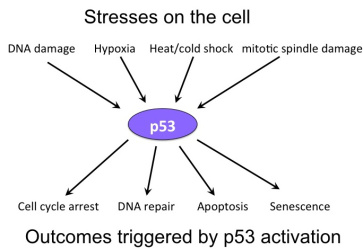 Stresses on the cell
DNA damage Hypoxia Heat/cold shock mitotic spindle damage
p53
Cell cycle arrest DNA repair Apoptosis Senescence
Outcomes triggered by p53 activation